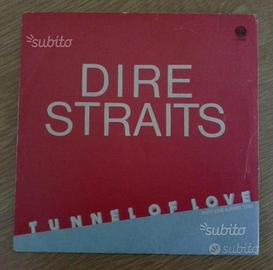 subito
DIRE
STRAITS
TUNNEL OF LOVE
subito
subito